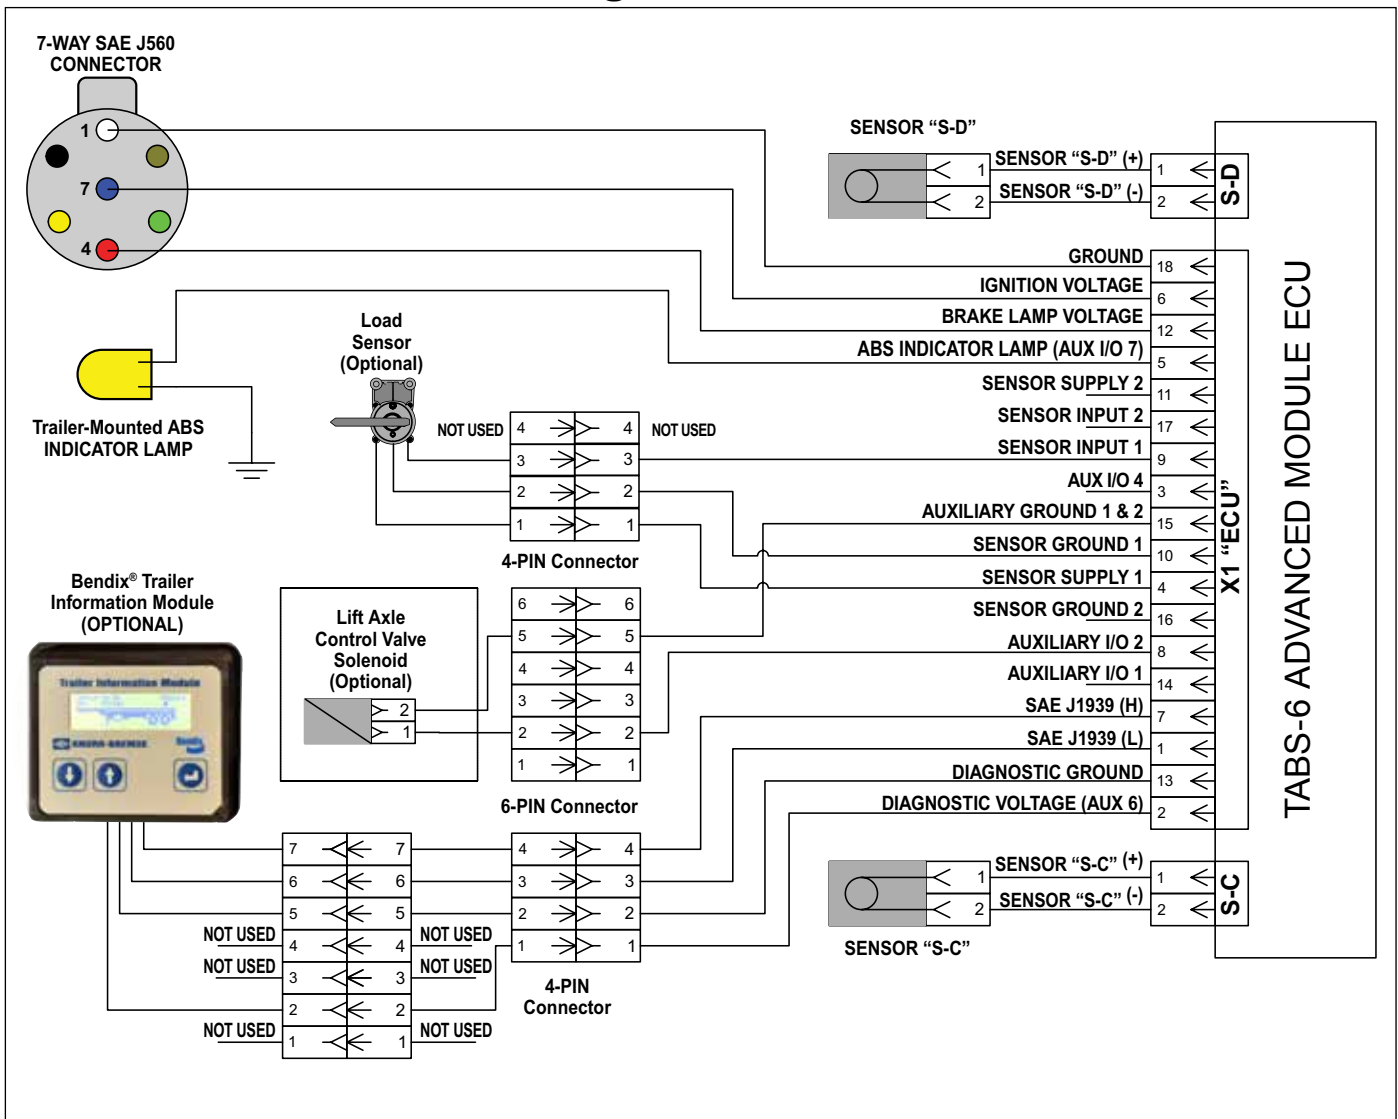 7-WAY SAE J560
CONNECTOR
1
7
4
Trailer-Mounted ABS
INDICATOR LAMP
Load
Sensor
(Optional)
NOT USED
4
4
NOT USED
3
3
2
2
1
1
4-PIN Connector
Lift Axle
Control Valve
Solenoid
(Optional)
2
1
6
6
5
5
4
4
3
3
2
2
1
1
6-PIN Connector
Bendix® Trailer
Information Module
(OPTIONAL)
Trailer Information Module
KNORR-BREMSE
Bendix
7
7
6
6
5
5
NOT USED
4
4
NOT USED
NOT USED
3
3
NOT USED
2
2
NOT USED
1
1
NOT USED
4
4
3
3
2
2
1
1
4-PIN
Connector
SENSOR “S-D”
1
SENSOR “S-D” (+)
1
2
SENSOR “S-D” (-)
2
S-D
GROUND
18
IGNITION VOLTAGE
6
BRAKE LAMP VOLTAGE
12
ABS INDICATOR LAMP (AUX I/O 7)
5
SENSOR SUPPLY 2
11
SENSOR INPUT 2
17
SENSOR INPUT 1
9
AUX I/O 4
3
AUXILIARY GROUND 1 & 2
15
SENSOR GROUND 1
10
SENSOR SUPPLY 1
4
SENSOR GROUND 2
16
AUXILIARY I/O 2
8
AUXILIARY I/O 1
14
SAE J1939 (H)
7
SAE J1939 (L)
1
DIAGNOSTIC GROUND
13
DIAGNOSTIC VOLTAGE (AUX 6)
2
X1 “ECU”
1
SENSOR “S-C” (+)
1
2
SENSOR “S-C” (-)
2
S-C
SENSOR “S-C”
TABS-6 ADVANCED MODULE ECU